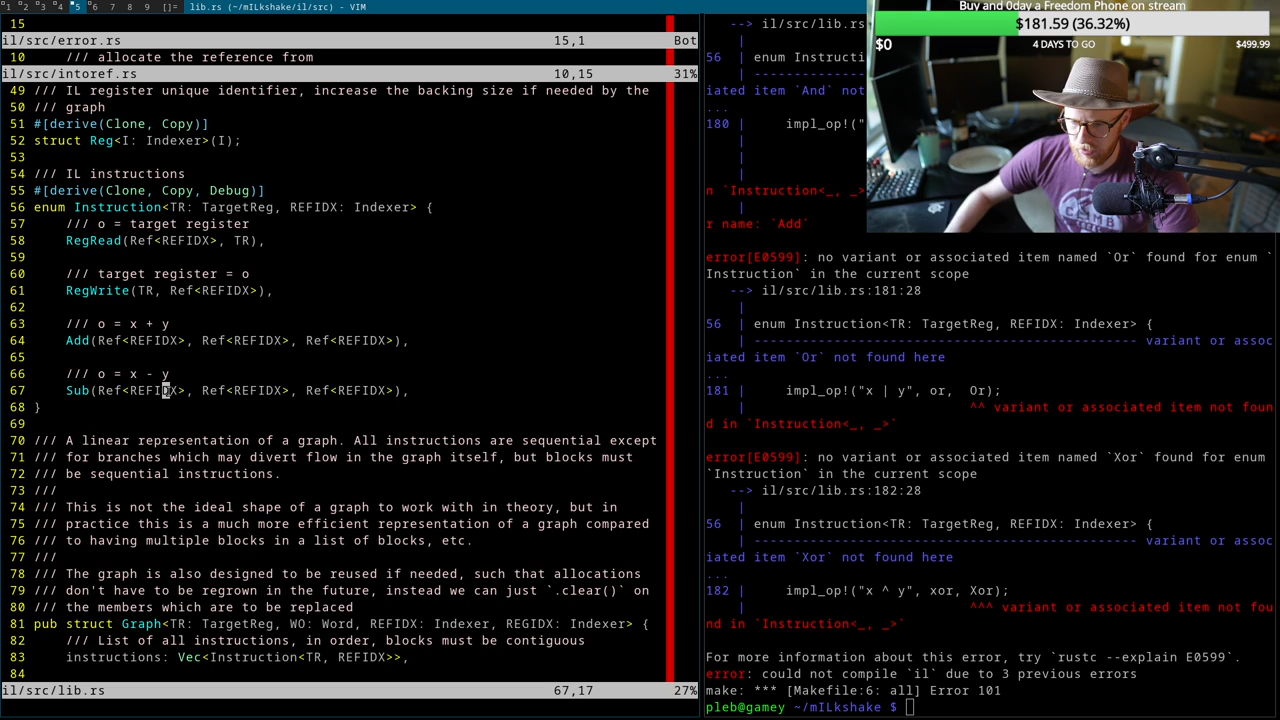 1 2 3 4 5 6 7 8 9 []= lib.rs (~/mILkshake/il/src) - VIM
15
il/src/error.rs 15,1 Bot
10 /// allocate the reference from
il/src/intoref.rs 10,15 31%
49 /// IL register unique identifier, increase the backing size if needed by the
50 /// graph
51 #[derive(Clone, Copy)]
52 struct Reg<I: Indexer>(I);
53
54 /// IL instructions
55 #[derive(Clone, Copy, Debug)]
56 enum Instruction<TR: TargetReg, REFIDX: Indexer> {
57 /// o = target register
58 RegRead(Ref<REFIDX>, TR),
59
60 /// target register = o
61 RegWrite(TR, Ref<REFIDX>),
62
63 /// o = x + y
64 Add(Ref<REFIDX>, Ref<REFIDX>, Ref<REFIDX>),
65
66 /// o = x - y
67 Sub(Ref<REFIDX>, Ref<REFIDX>, Ref<REFIDX>),
68 }
69
70 /// A linear representation of a graph. All instructions are sequential except
71 /// for branches which may divert flow in the graph itself, but blocks must
72 /// be sequential instructions.
73 ///
74 /// This is not the ideal shape of a graph to work with in theory, but in
75 /// practice this is a much more efficient representation of a graph compared
76 /// to having multiple blocks in a list of blocks, etc.
77 ///
78 /// The graph is also designed to be reused if needed, such that allocations
79 /// don't have to be regrown in the future, instead we can just `.clear()` on
80 /// the members which are to be replaced
81 pub struct Graph<TR: TargetReg, WO: Word, REFIDX: Indexer, REGIDX: Indexer> {
82 /// List of all instructions, in order, blocks must be contiguous
83 instructions: Vec<Instruction<TR, REFIDX>>,
84
il/src/lib.rs 67,17 27%
--> il/src/lib.rs
|
56 | enum Instructi
| --------------
iated item `And` not
...
180 | impl_op!("
|
|
|
n `Instruction<_, _>
|
r name: `Add`
error[E0599]: no variant or associated item named `Or` found for enum `
Instruction` in the current scope
--> il/src/lib.rs:181:28
|
56 | enum Instruction<TR: TargetReg, REFIDX: Indexer> {
| ------------------------------------------------ variant or assoc
iated item `Or` not found here
...
181 | impl_op!("x | y", or, Or);
| ^^ variant or associated item not foun
d in `Instruction<_, _>`
error[E0599]: no variant or associated item named `Xor` found for enum
`Instruction` in the current scope
--> il/src/lib.rs:182:28
|
56 | enum Instruction<TR: TargetReg, REFIDX: Indexer> {
| ------------------------------------------------ variant or assoc
iated item `Xor` not found here
...
182 | impl_op!("x ^ y", xor, Xor);
| ^^^ variant or associated item not fou
nd in `Instruction<_, _>`
For more information about this error, try `rustc --explain E0599`.
error: could not compile `il` due to 3 previous errors
make: *** [Makefile:6: all] Error 101
pleb@gamey ~/mILkshake $
Buy and 0day a Freedom Phone on stream
$181.59 (36.32%)
$0 4 DAYS TO GO $499.99